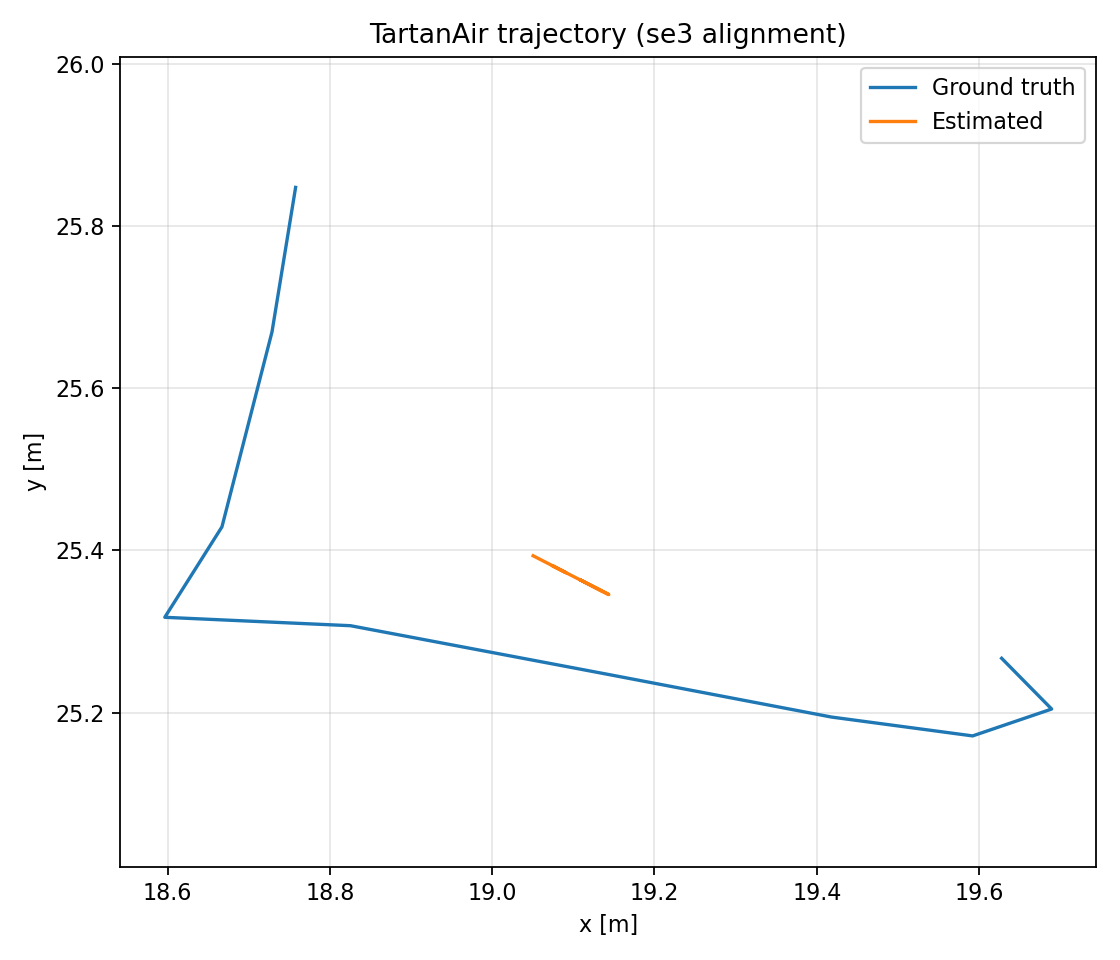 TartanAir trajectory (se3 alignment)
Ground truth
Estimated
26.0
25.8
25.6
25.4
25.2
y [m]
18.6 18.8 19.0 19.2 19.4 19.6
x [m]